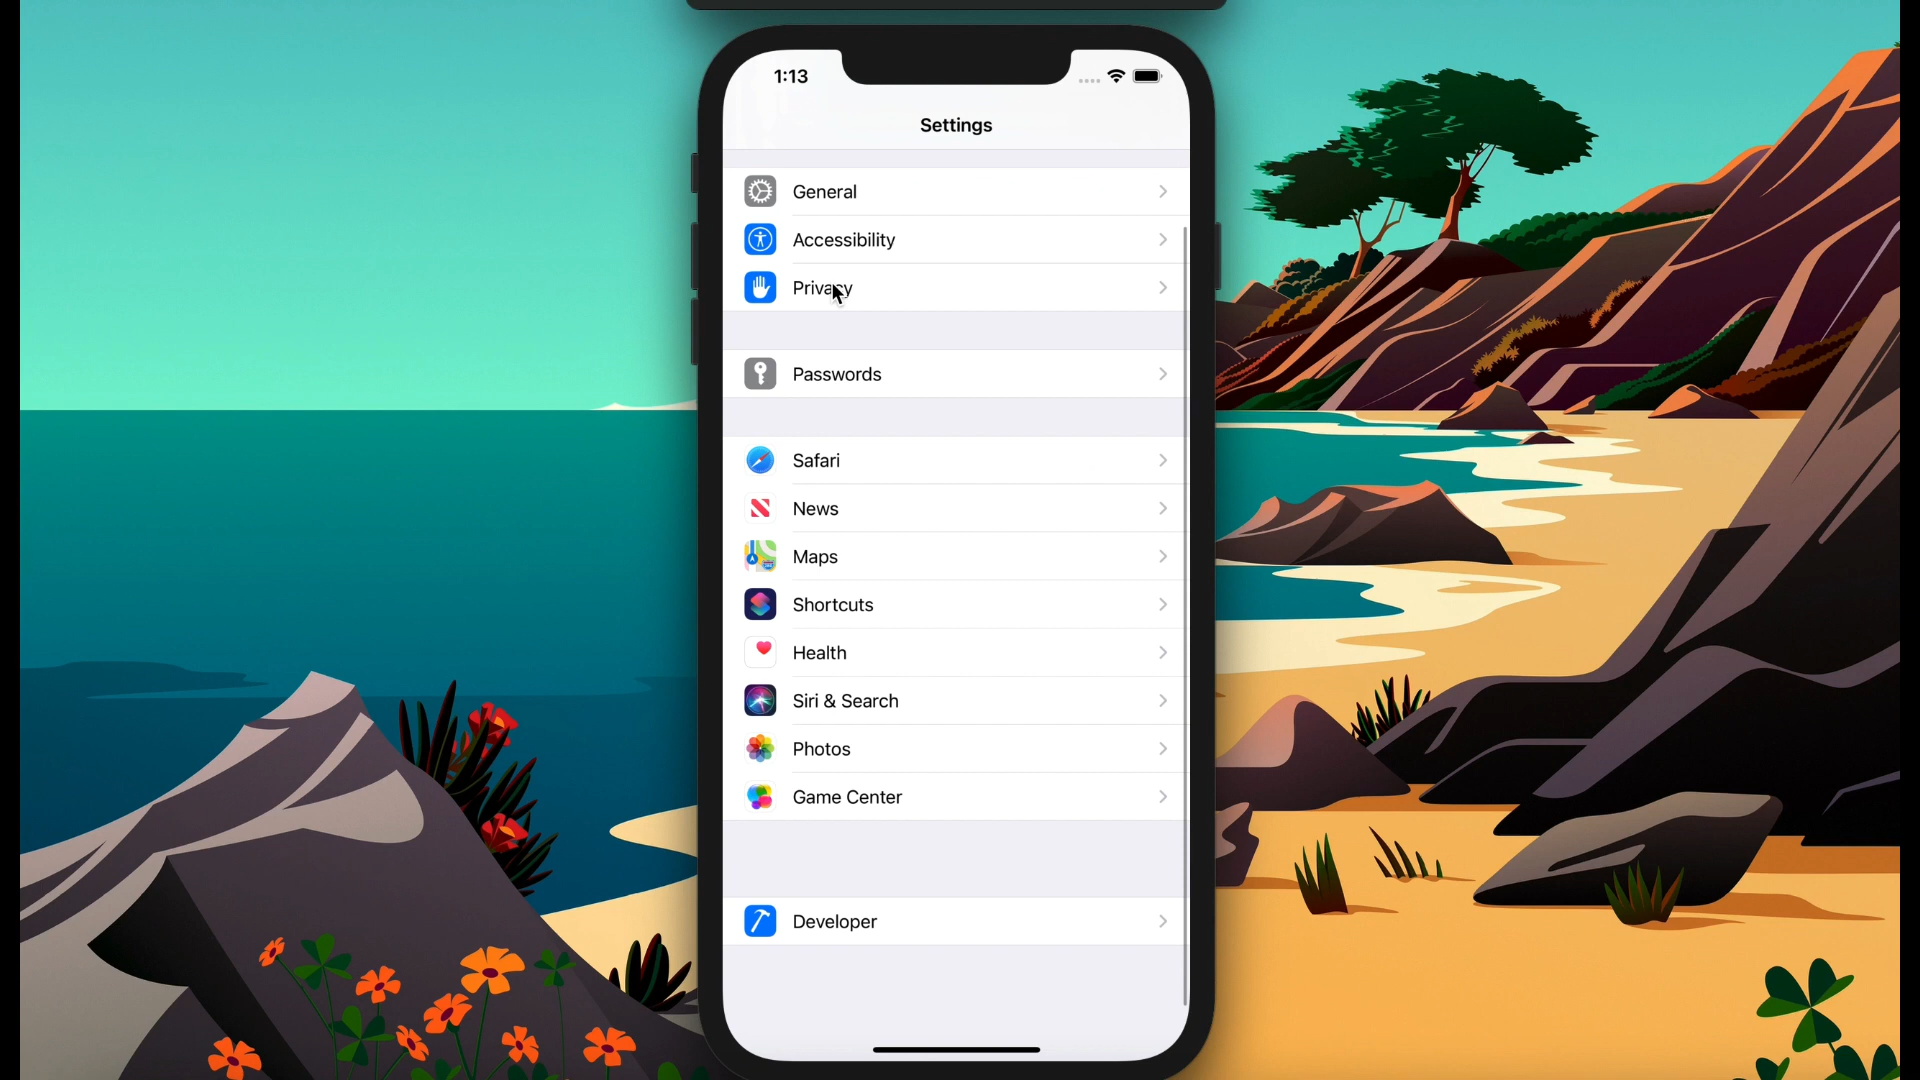 1:13
Settings
General
Accessibility
Privacy
Passwords
Safari
News
Maps
Shortcuts
Health
Siri & Search
Photos
Game Center
Developer